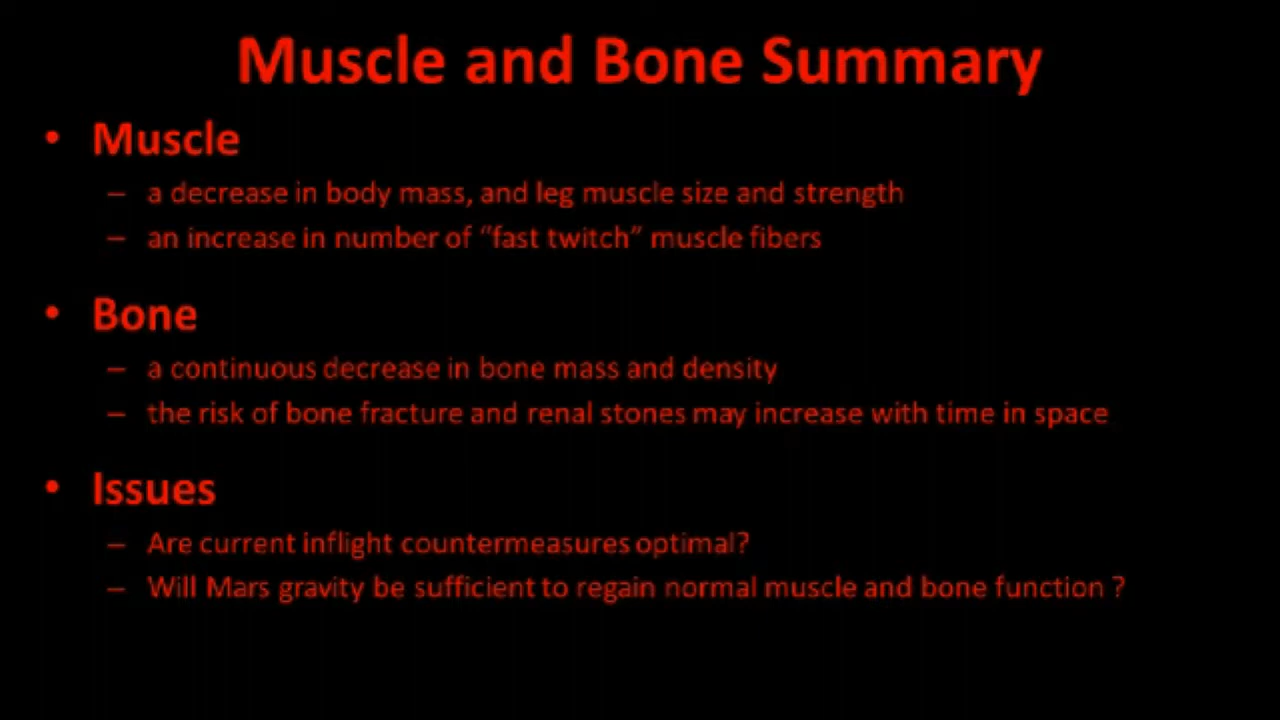 Muscle and Bone Summary
• Muscle
– a decrease in body mass, and leg muscle size and strength
– an increase in number of “fast twitch” muscle fibers
• Bone
– a continuous decrease in bone mass and density
– the risk of bone fracture and renal stones may increase with time in space
• Issues
– Are current inflight countermeasures optimal?
– Will Mars gravity be sufficient to regain normal muscle and bone function ?